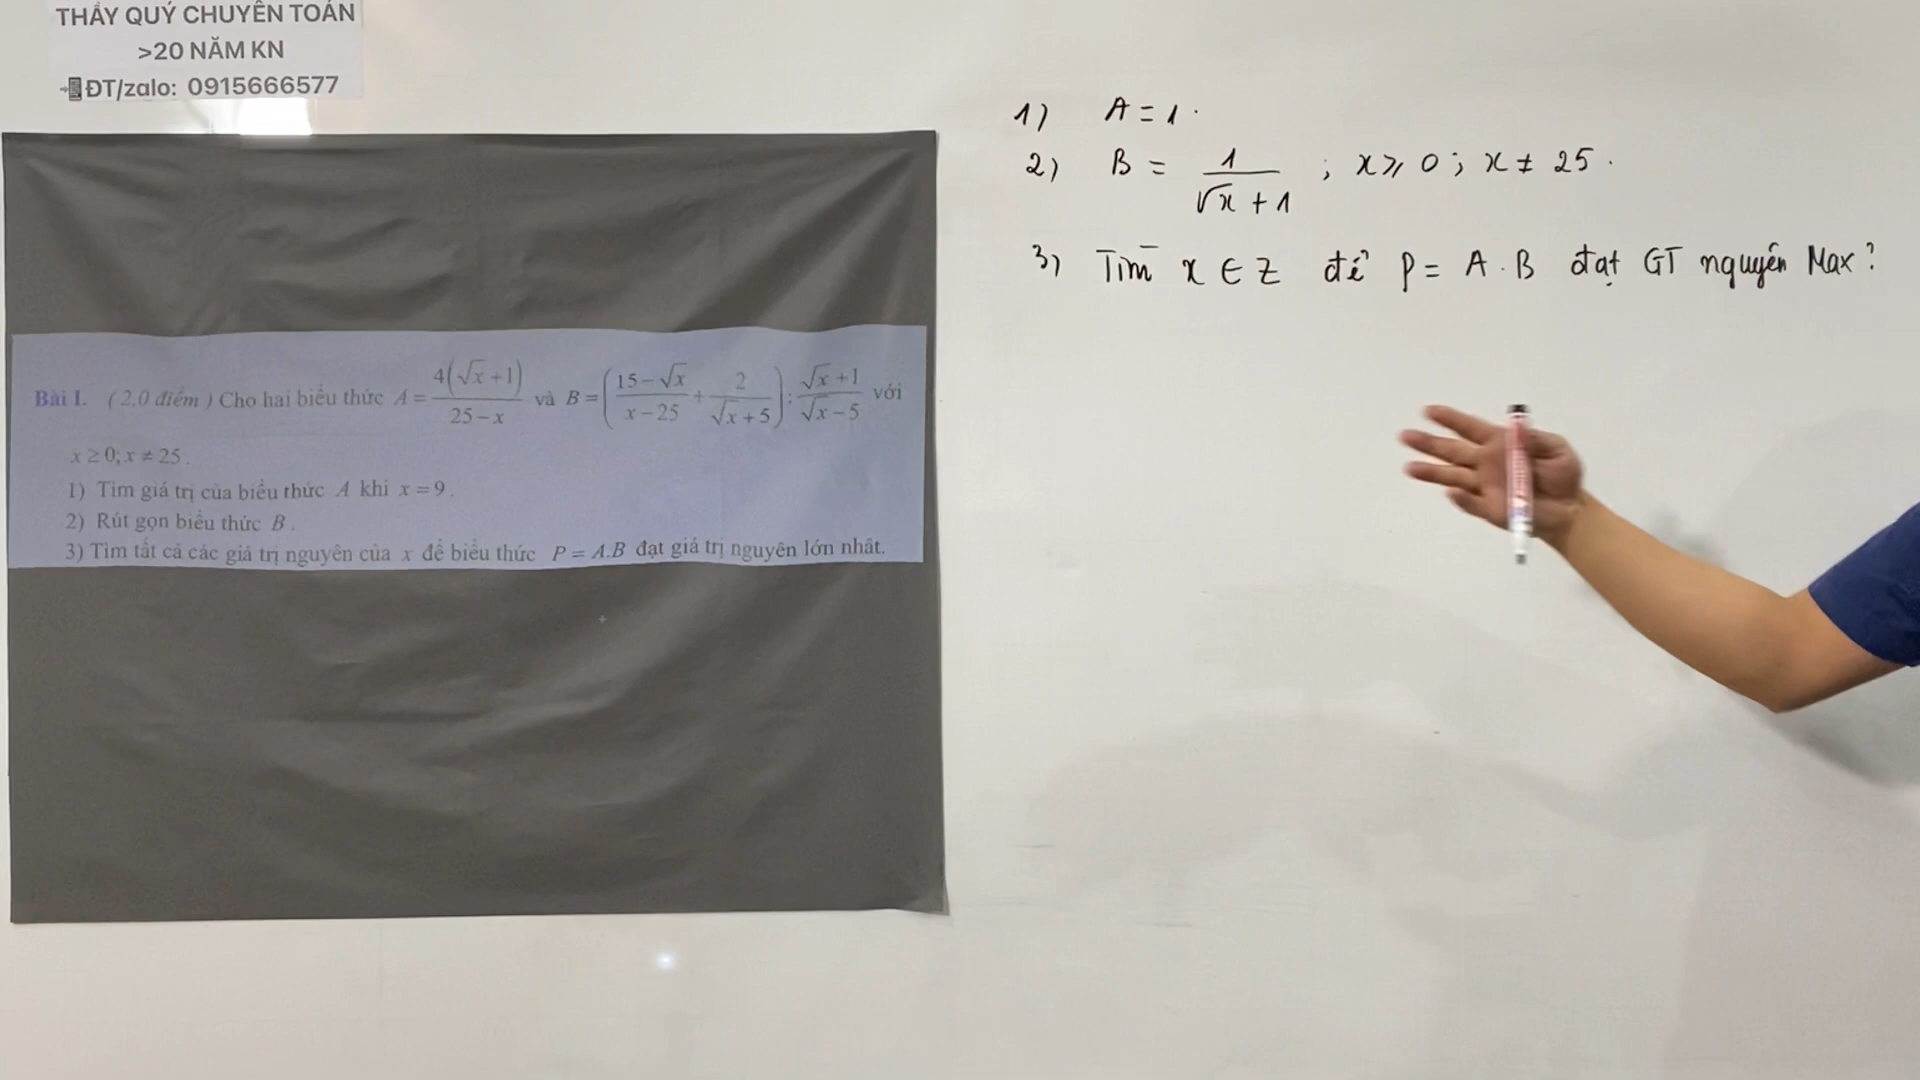 THẦY QUÝ CHUYÊN TOÁN
>20 NĂM KN
ĐT/zalo: 0915666577
Bài I. ( 2,0 điểm ) Cho hai biểu thức A = 4(√x+1)/(25−x) và B = ((15−√x)/(x−25) + 2/(√x+5)) : (√x+1)/(√x−5) với
x ≥ 0; x ≠ 25.
1) Tìm giá trị của biểu thức A khi x = 9.
2) Rút gọn biểu thức B.
3) Tìm tất cả các giá trị nguyên của x để biểu thức P = A.B đạt giá trị nguyên lớn nhất.
1) A = 1.
2) B = 1/(√x + 1) ; x ⩾ 0 ; x ≠ 25.
3) Tìm x ∈ Z để P = A . B đạt GT nguyên Max ?